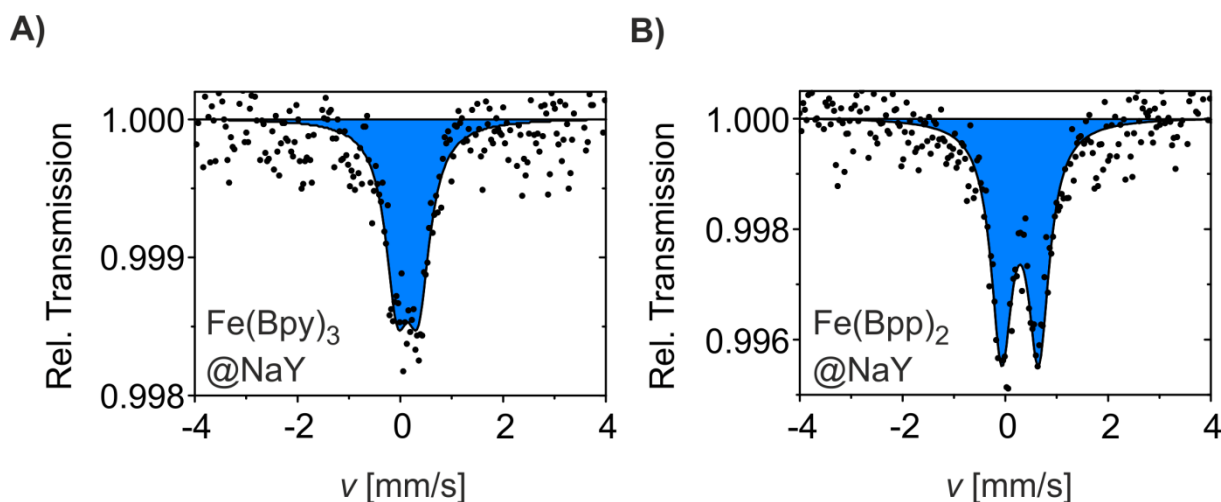 A)
Rel. Transmission
1.000
0.999
0.998
Fe(Bpy)3
@NaY
-4 -2 0 2 4
v [mm/s]
B)
Rel. Transmission
1.000
0.998
0.996
Fe(Bpp)2
@NaY
-4 -2 0 2 4
v [mm/s]